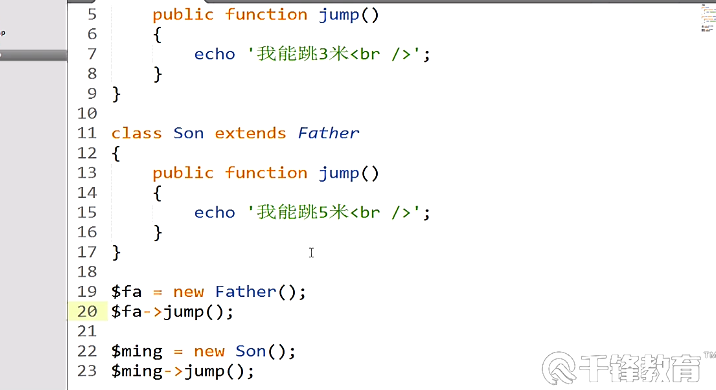 5 public function jump()
6 {
7 echo '我能跳3米<br />';
8 }
9 }
10
11 class Son extends Father
12 {
13 public function jump()
14 {
15 echo '我能跳5米<br />';
16 }
17 }
18
19 $fa = new Father();
20 $fa->jump();
21
22 $ming = new Son();
23 $ming->jump();
千锋教育™